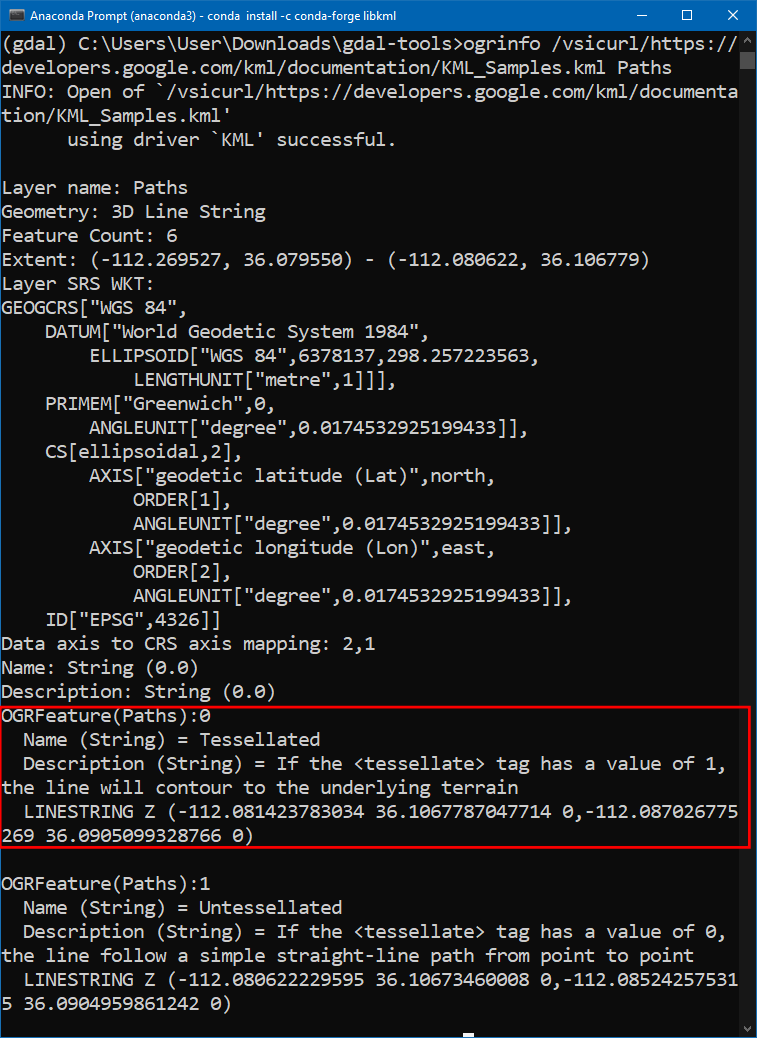 Anaconda Prompt (anaconda3) - conda  install -c conda-forge libkml
(gdal) C:\Users\User\Downloads\gdal-tools>ogrinfo /vsicurl/https://
developers.google.com/kml/documentation/KML_Samples.kml Paths
INFO: Open of `/vsicurl/https://developers.google.com/kml/documenta
tion/KML_Samples.kml'
      using driver `KML' successful.

Layer name: Paths
Geometry: 3D Line String
Feature Count: 6
Extent: (-112.269527, 36.079550) - (-112.080622, 36.106779)
Layer SRS WKT:
GEOGCRS["WGS 84",
    DATUM["World Geodetic System 1984",
        ELLIPSOID["WGS 84",6378137,298.257223563,
            LENGTHUNIT["metre",1]]],
    PRIMEM["Greenwich",0,
        ANGLEUNIT["degree",0.0174532925199433]],
    CS[ellipsoidal,2],
        AXIS["geodetic latitude (Lat)",north,
            ORDER[1],
            ANGLEUNIT["degree",0.0174532925199433]],
        AXIS["geodetic longitude (Lon)",east,
            ORDER[2],
            ANGLEUNIT["degree",0.0174532925199433]],
    ID["EPSG",4326]]
Data axis to CRS axis mapping: 2,1
Name: String (0.0)
Description: String (0.0)
OGRFeature(Paths):0
  Name (String) = Tessellated
  Description (String) = If the <tessellate> tag has a value of 1,
the line will contour to the underlying terrain
  LINESTRING Z (-112.081423783034 36.1067787047714 0,-112.087026775
269 36.0905099328766 0)

OGRFeature(Paths):1
  Name (String) = Untessellated
  Description (String) = If the <tessellate> tag has a value of 0,
the line follow a simple straight-line path from point to point
  LINESTRING Z (-112.080622229595 36.10673460008 0,-112.08524257531
5 36.0904959861242 0)